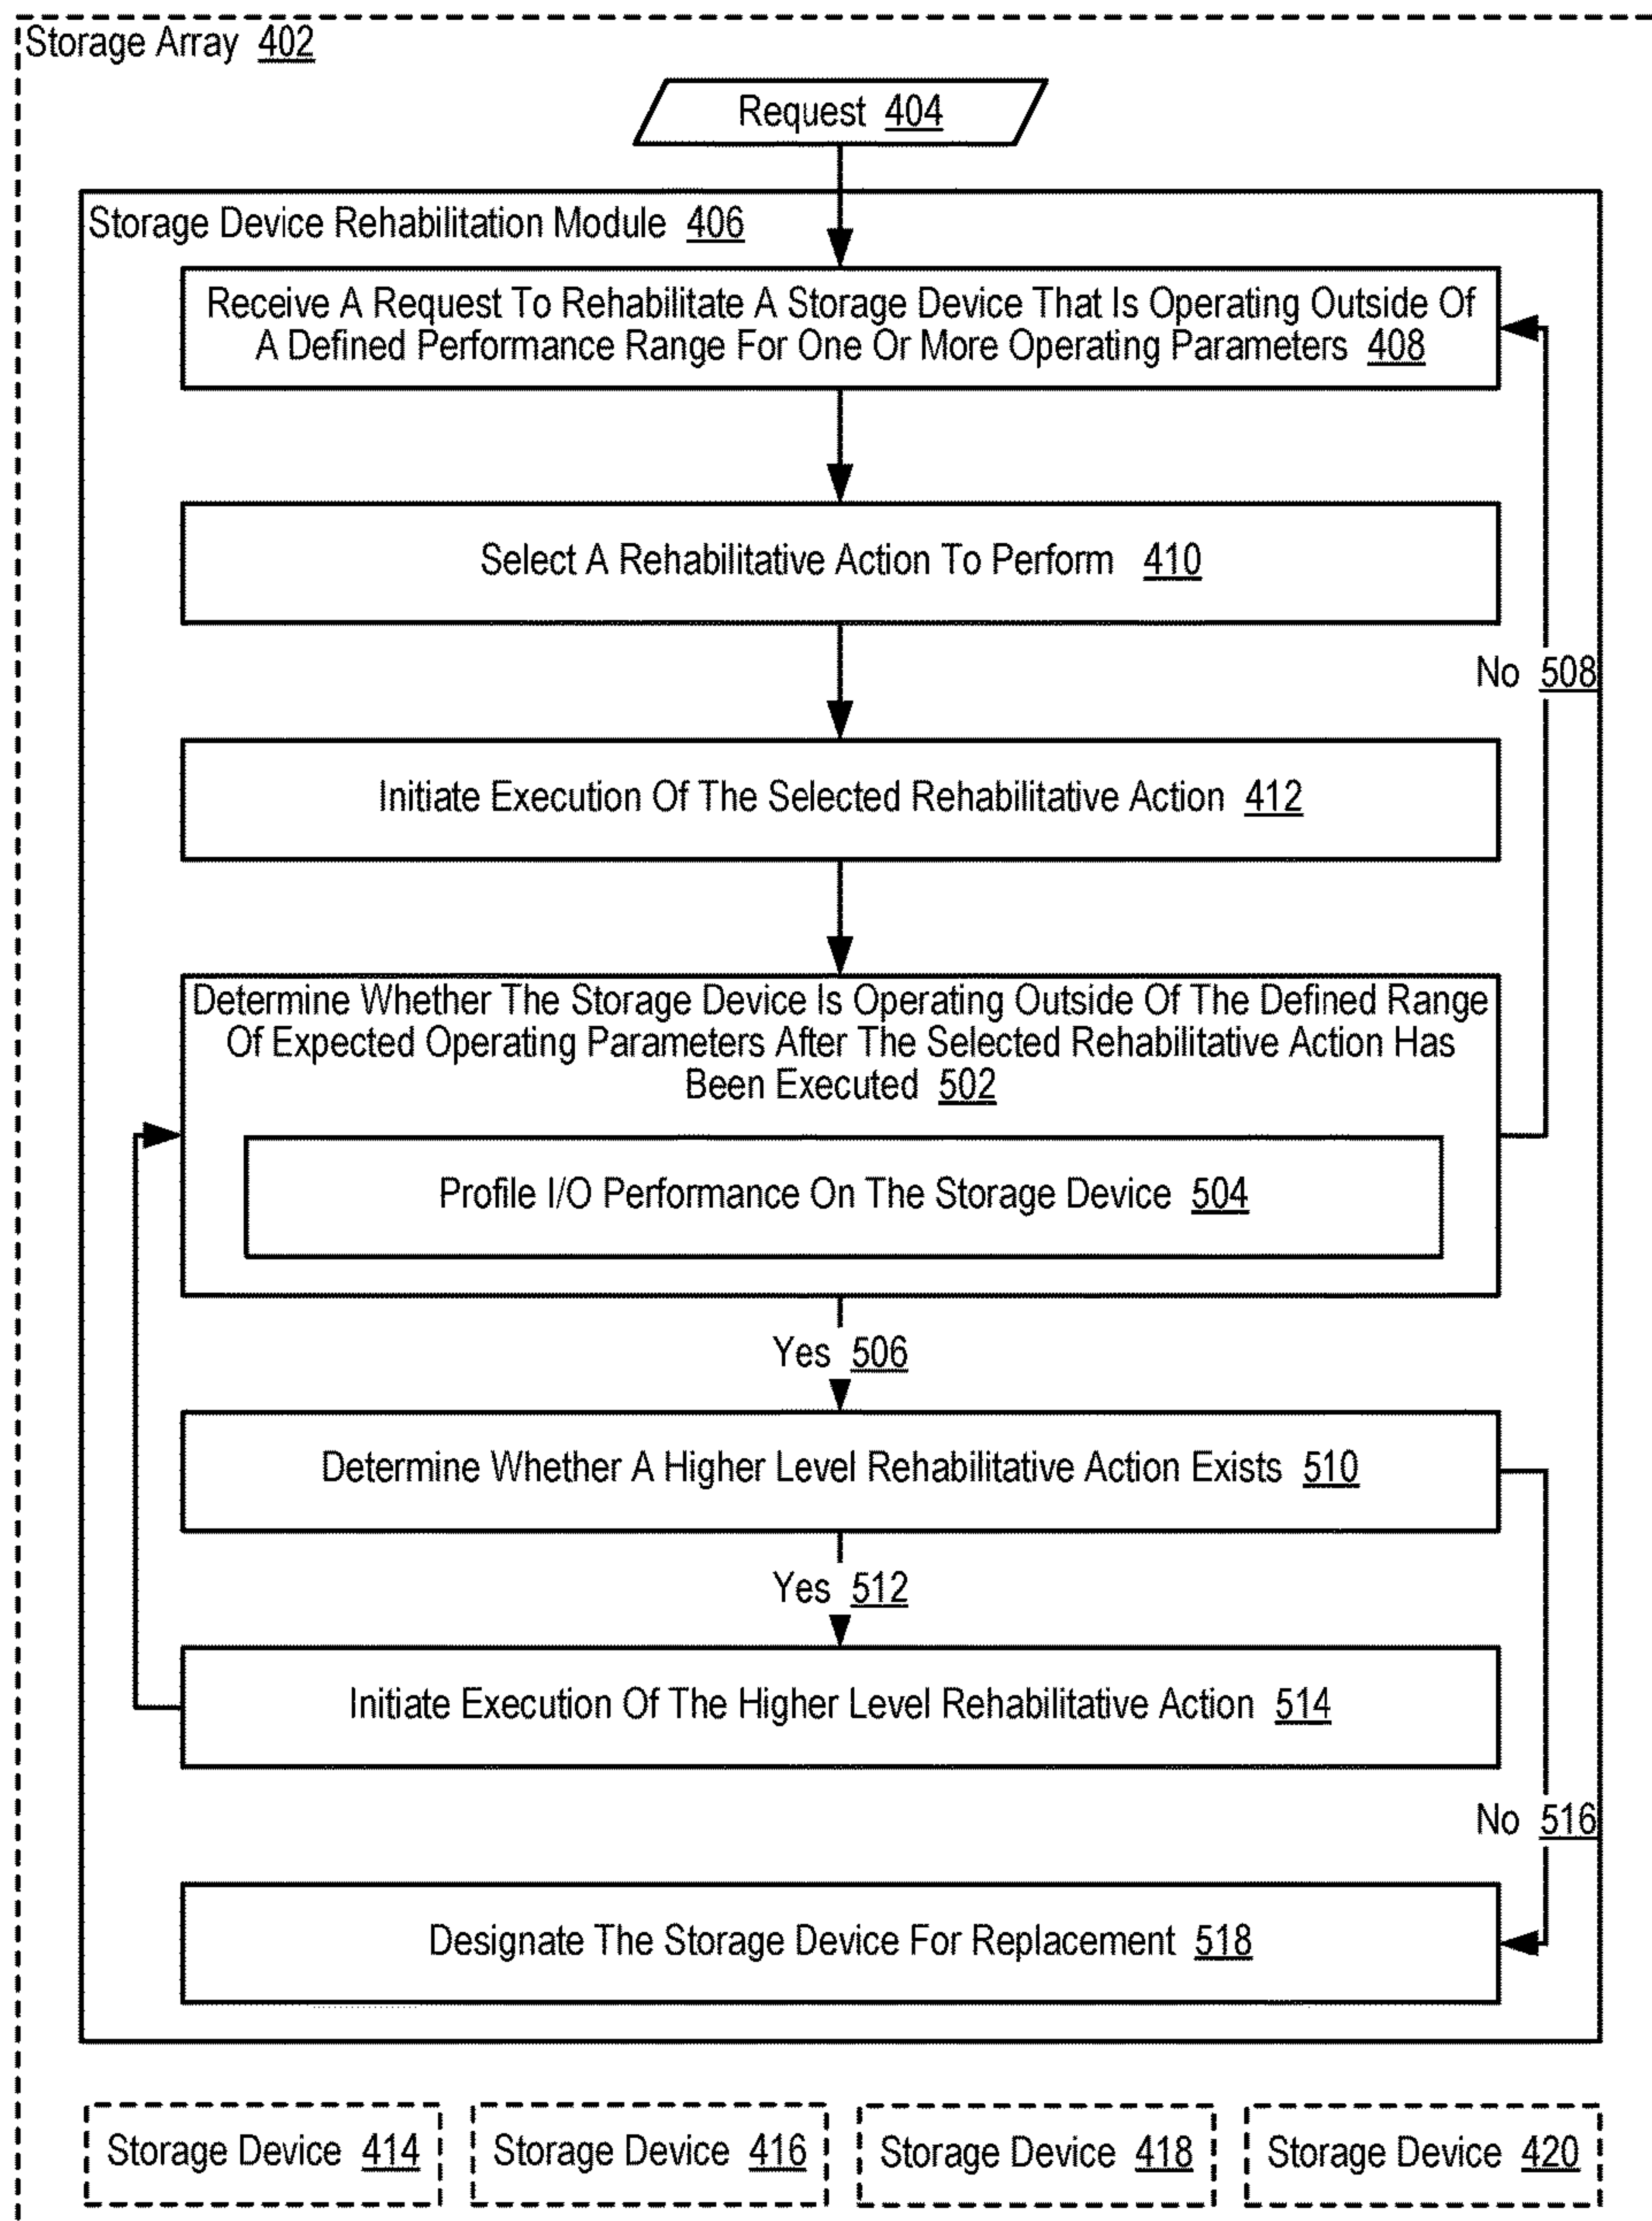 Storage Array 402
Request 404
Storage Device Rehabilitation Module 406
Receive A Request To Rehabilitate A Storage Device That Is Operating Outside Of
A Defined Performance Range For One Or More Operating Parameters 408
Select A Rehabilitative Action To Perform 410
No 508
Initiate Execution Of The Selected Rehabilitative Action 412
Determine Whether The Storage Device Is Operating Outside Of The Defined Range
Of Expected Operating Parameters After The Selected Rehabilitative Action Has
Been Executed 502
Profile I/O Performance On The Storage Device 504
Yes 506
Determine Whether A Higher Level Rehabilitative Action Exists 510
Yes 512
Initiate Execution Of The Higher Level Rehabilitative Action 514
No 516
Designate The Storage Device For Replacement 518
Storage Device 414
Storage Device 416
Storage Device 418
Storage Device 420